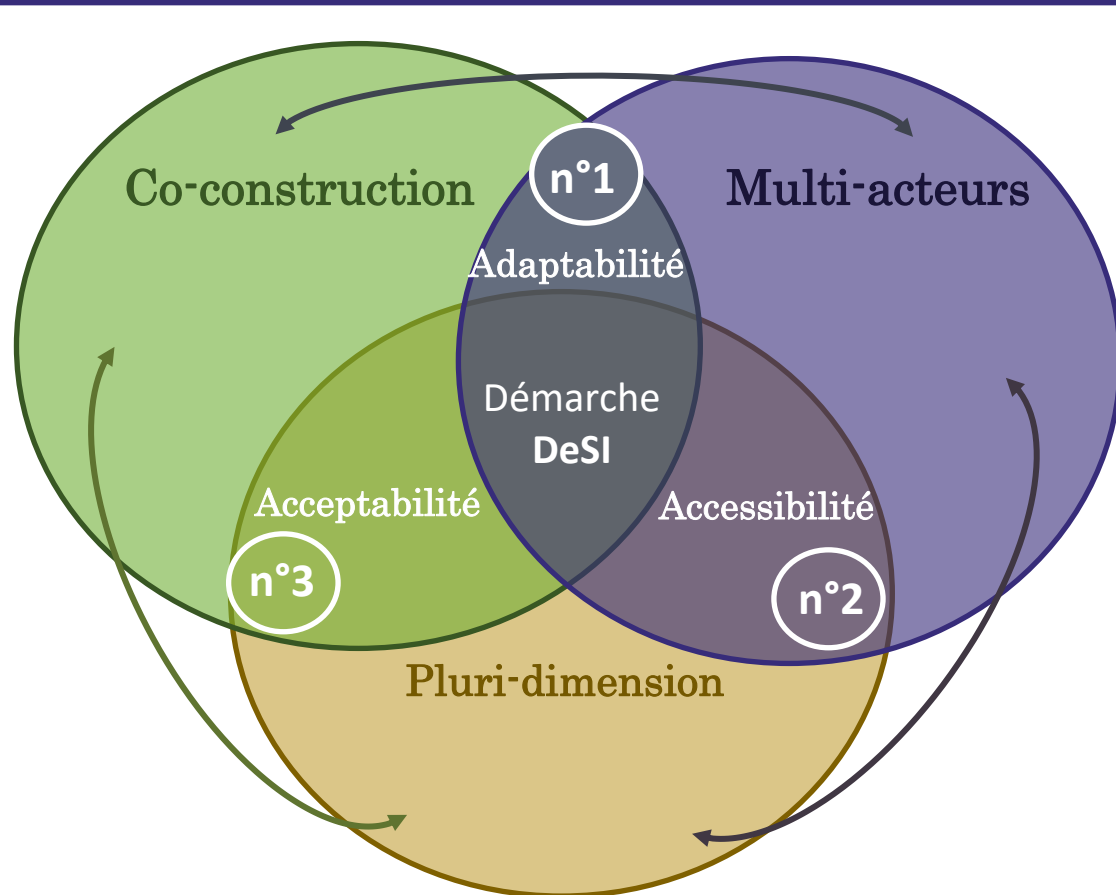 n°1
Co-construction
Multi-acteurs
Adaptabilité
Démarche
DeSI
Acceptabilité
Accessibilité
n°3
n°2
Pluri-dimension